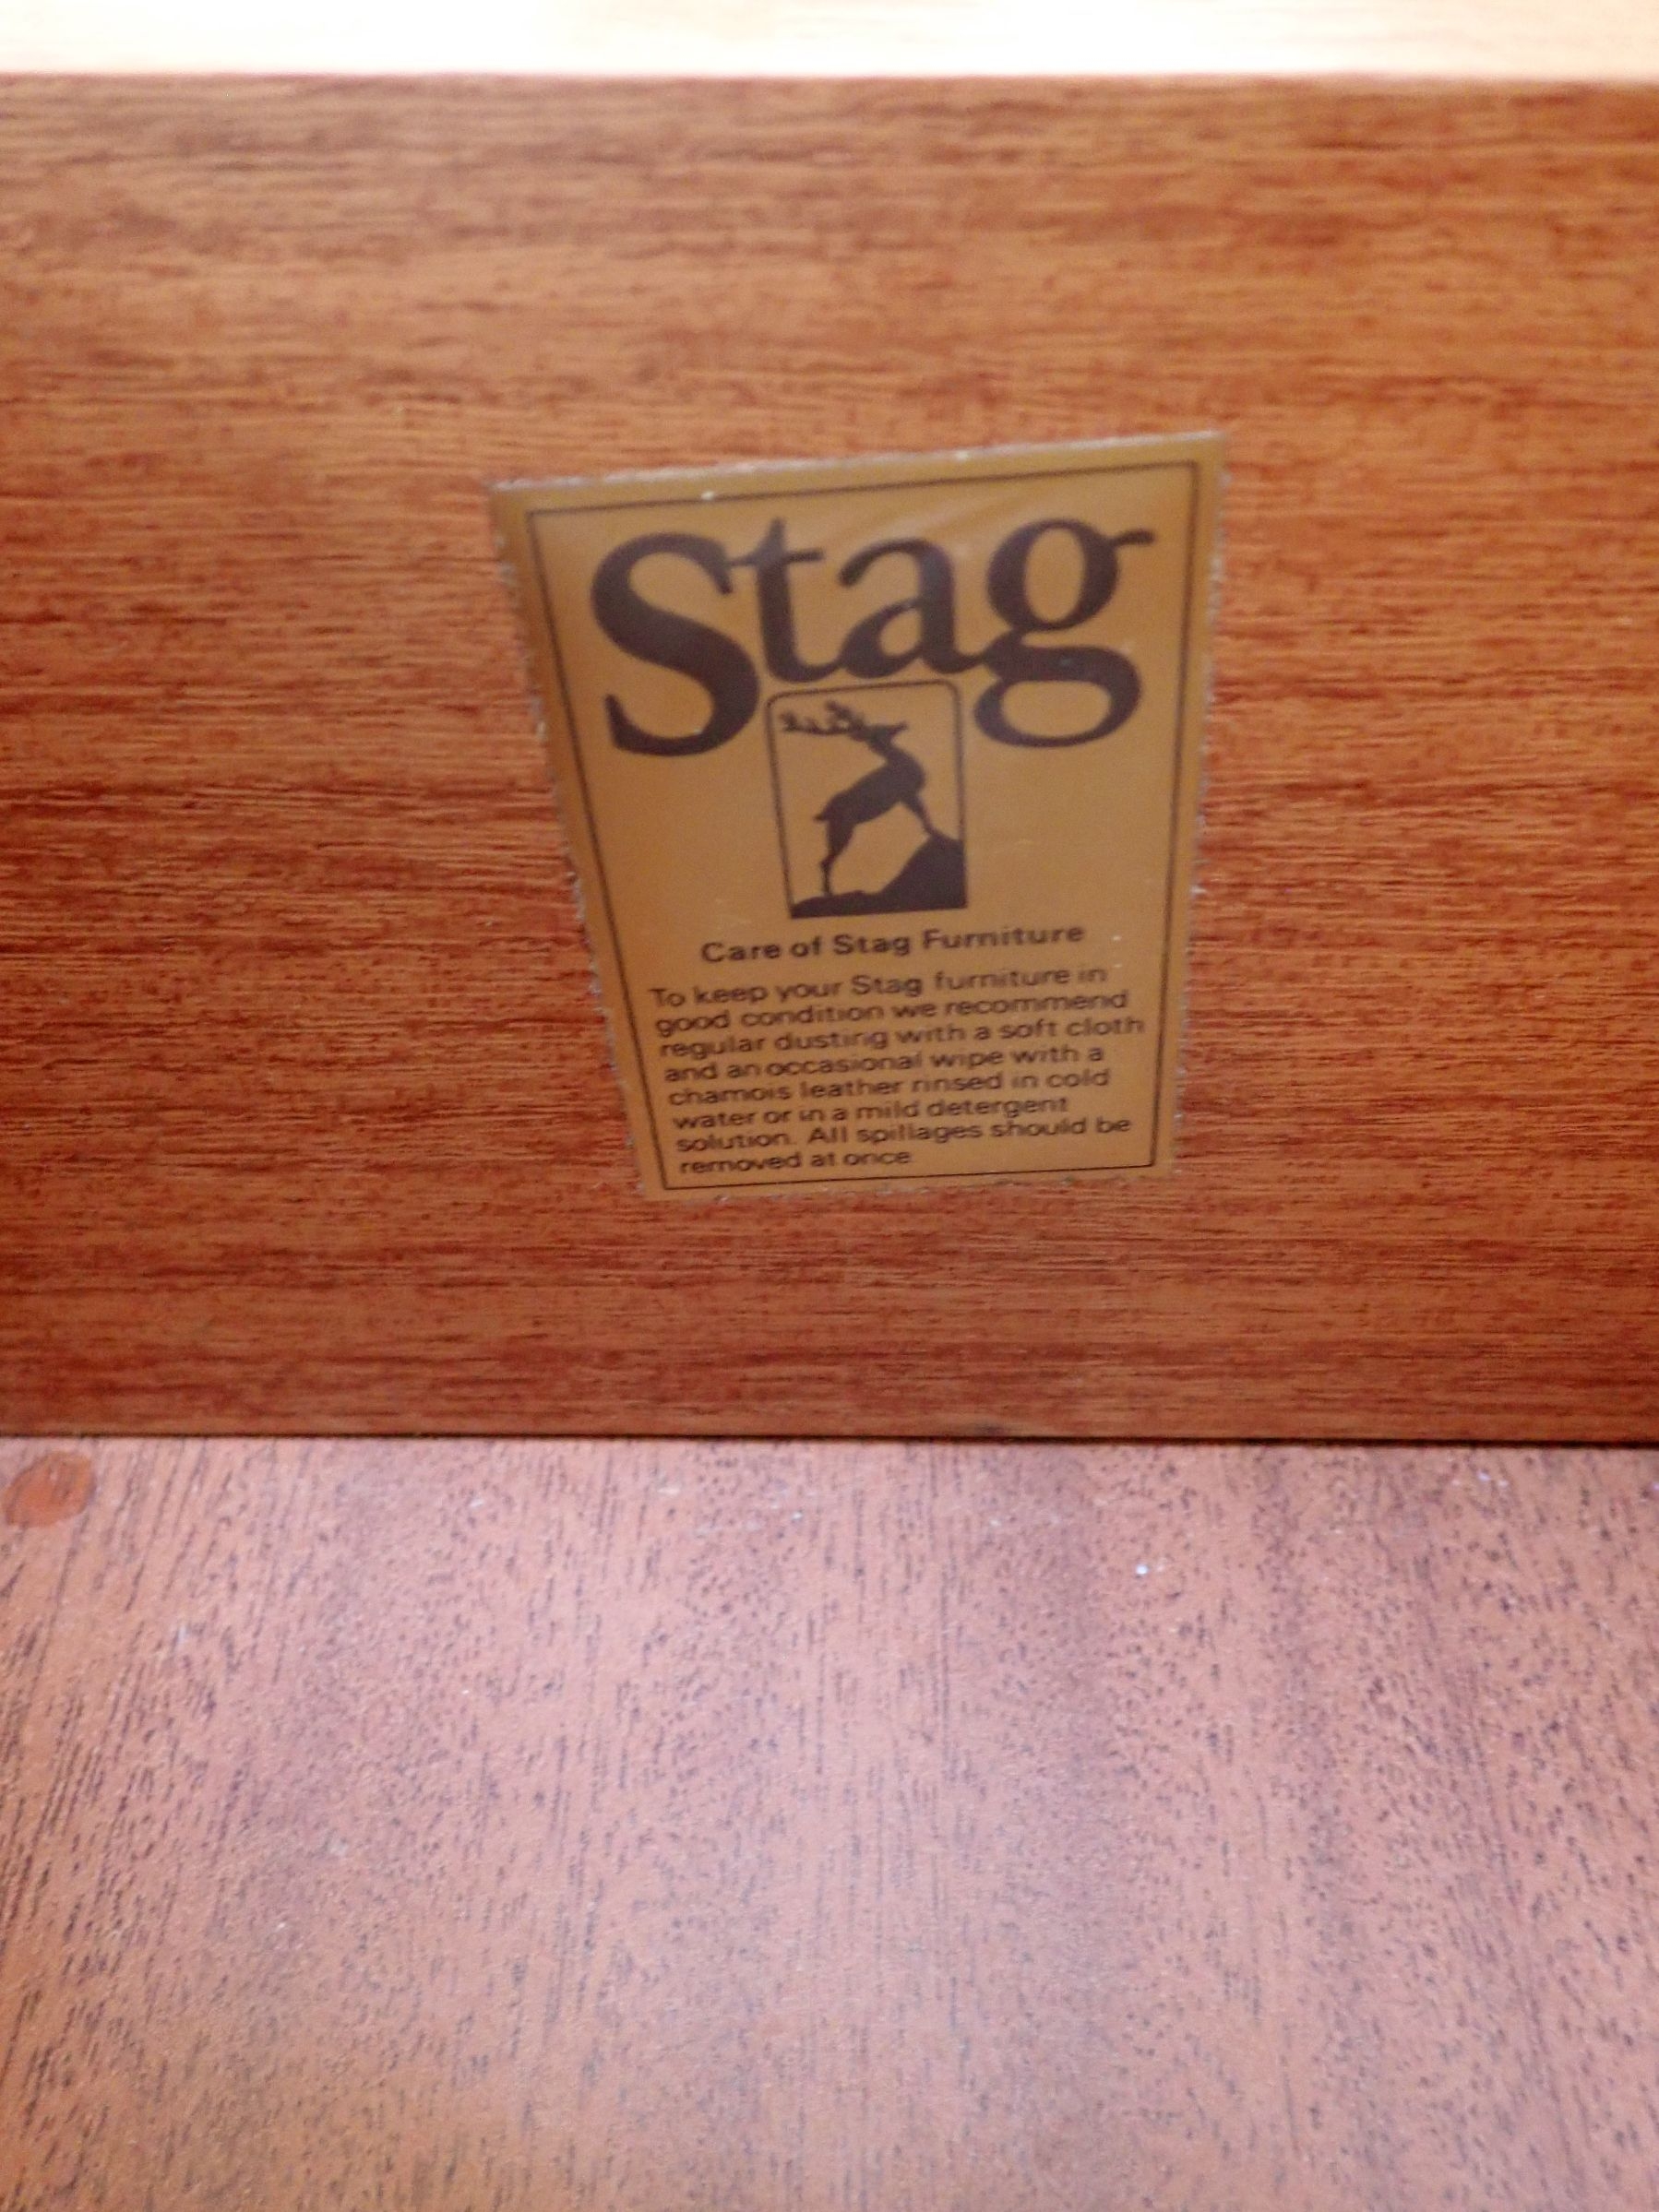 Stag
Care of Stag Furniture
To keep your Stag furniture in
good condition we recommend
regular dusting with a soft cloth
and an occasional wipe with a
chamois leather rinsed in cold
water or in a mild detergent
solution. All spillages should be
removed at once